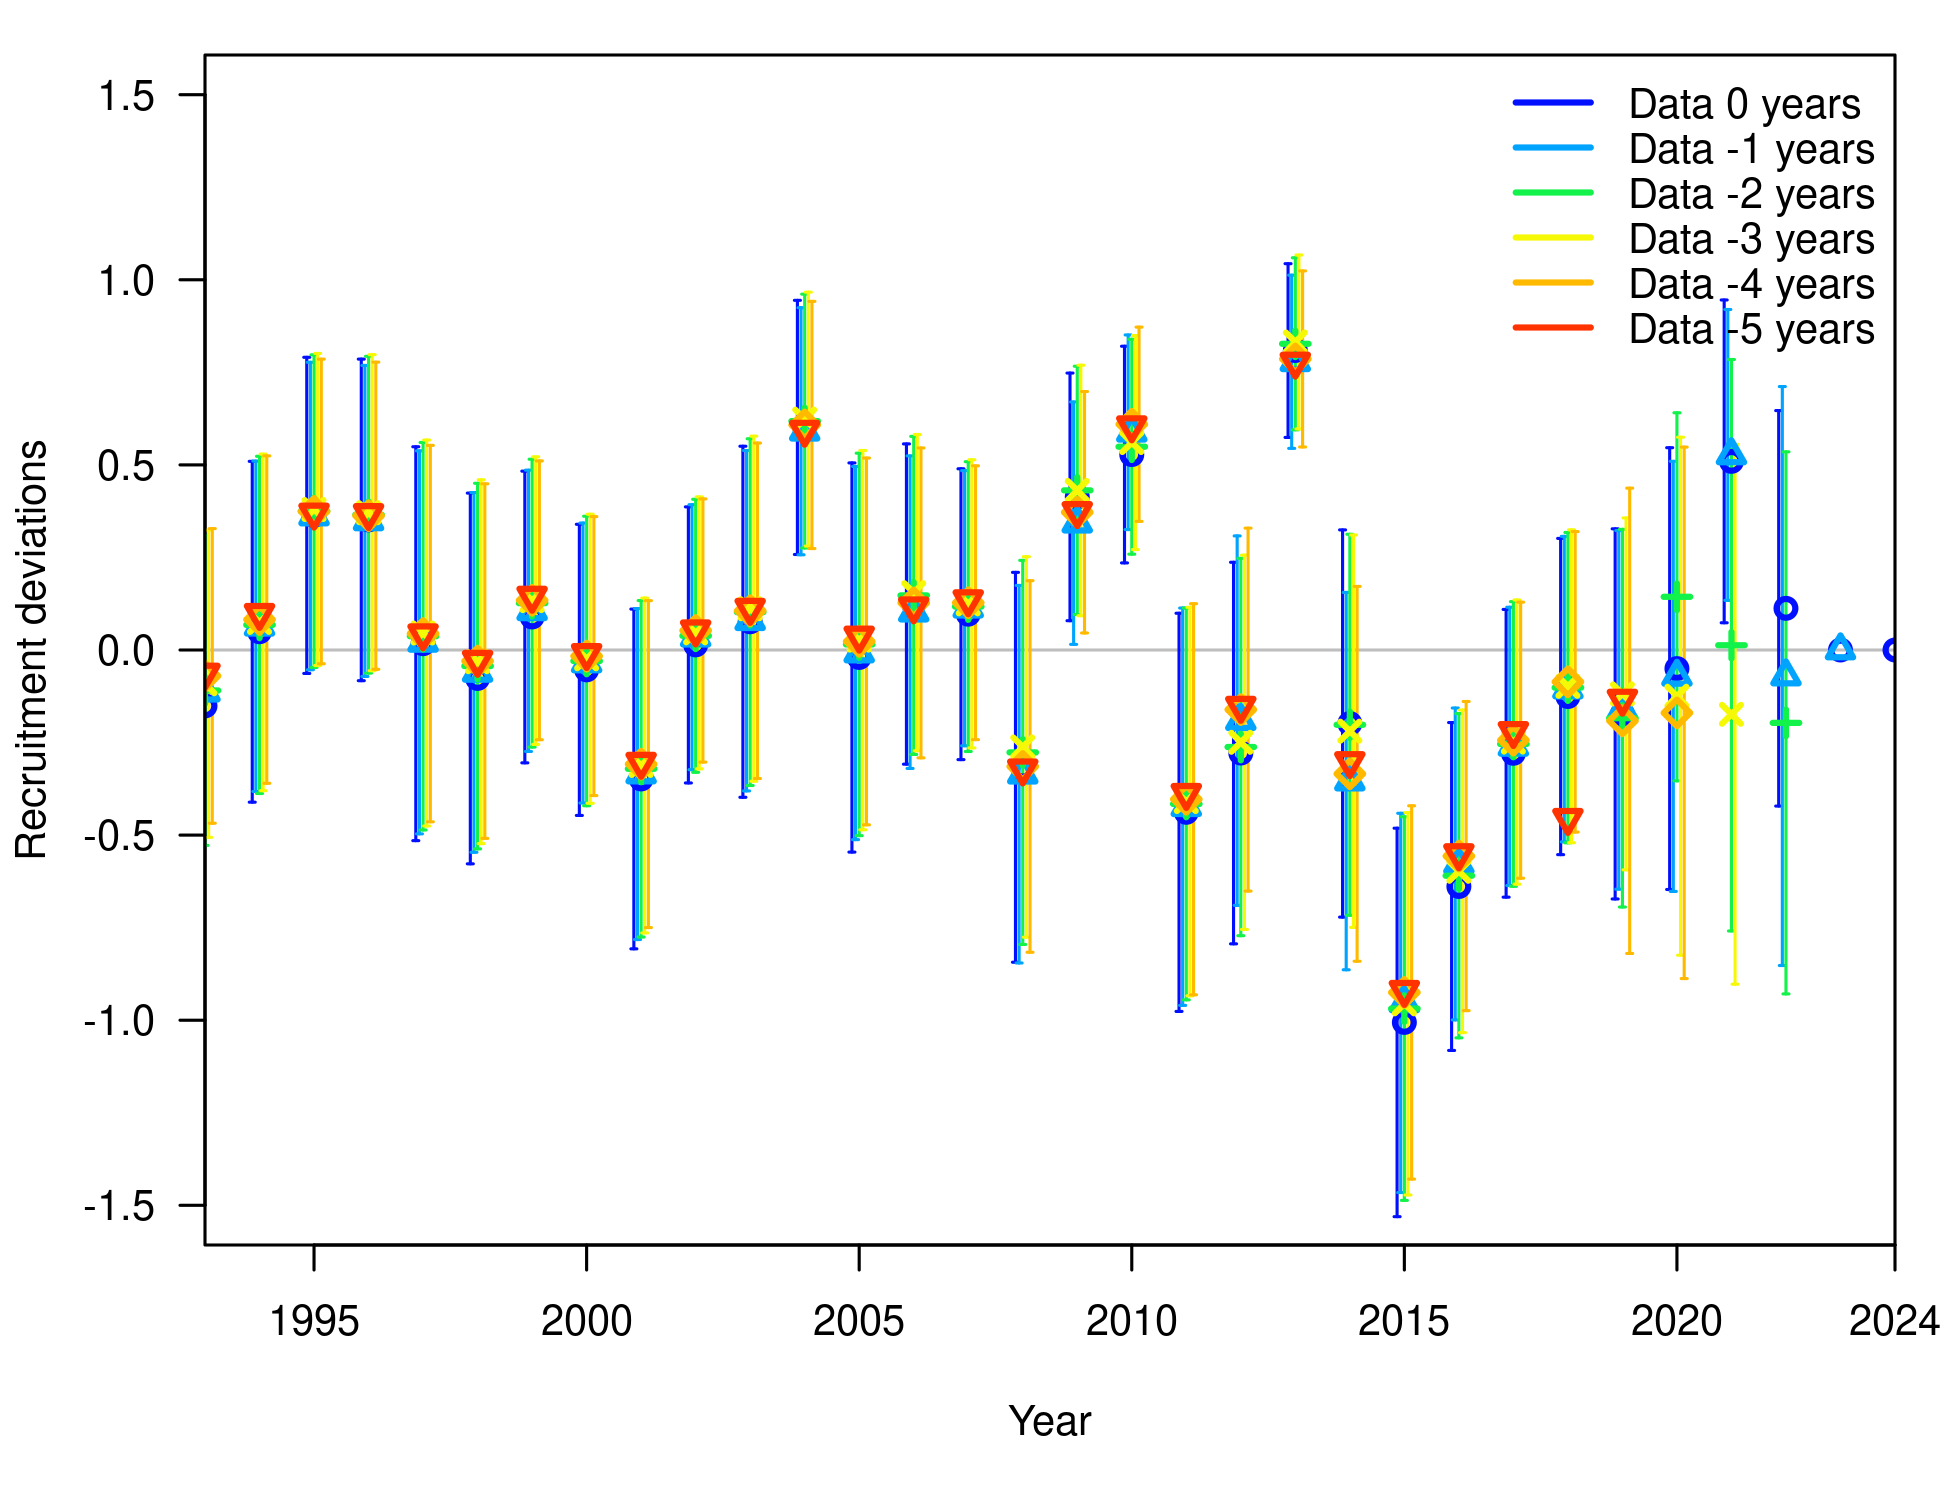 1.5
1.0
0.5
0.0
-0.5
-1.0
-1.5
Recruitment deviations
Data 0 years
Data -1 years
Data -2 years
Data -3 years
Data -4 years
Data -5 years
1995
2000
2005
2010
2015
2020
2024
Year